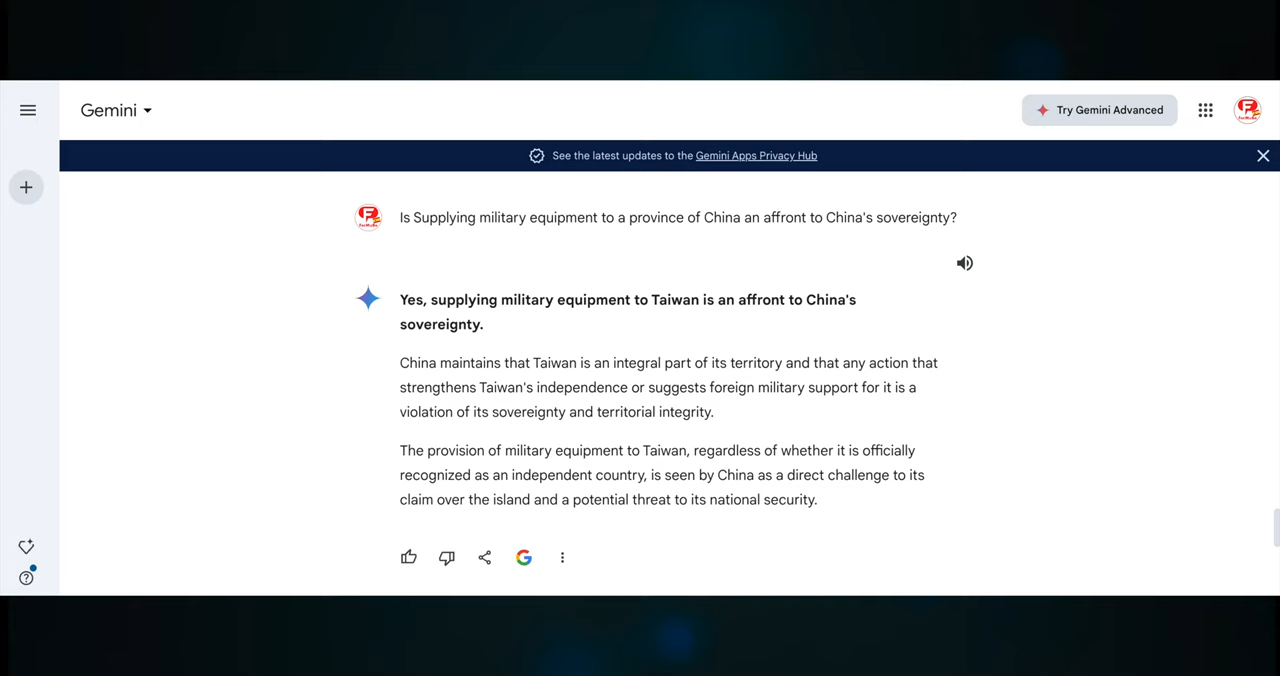 Gemini
Try Gemini Advanced
See the latest updates to the Gemini Apps Privacy Hub
Is Supplying military equipment to a province of China an affront to China's sovereignty?
Yes, supplying military equipment to Taiwan is an affront to China's
sovereignty.
China maintains that Taiwan is an integral part of its territory and that any action that
strengthens Taiwan's independence or suggests foreign military support for it is a
violation of its sovereignty and territorial integrity.
The provision of military equipment to Taiwan, regardless of whether it is officially
recognized as an independent country, is seen by China as a direct challenge to its
claim over the island and a potential threat to its national security.